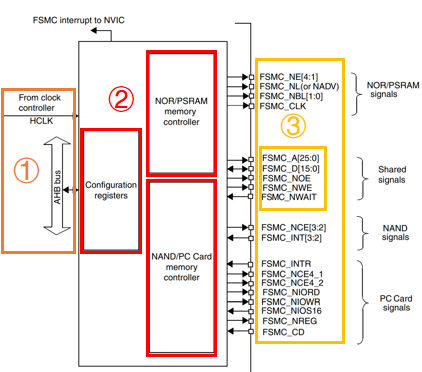 FSMC interrupt to NVIC
From clock
controller
HCLK
①
AHB bus
②
Configuration
registers
NOR/PSRAM
memory
controller
NAND/PC Card
memory
controller
③
FSMC_NE[4:1]
FSMC_NL(or NADV)
FSMC_NBL[1:0]
FSMC_CLK
NOR/PSRAM
signals
FSMC_A[25:0]
FSMC_D[15:0]
FSMC_NOE
FSMC_NWE
FSMC_NWAIT
Shared
signals
FSMC_NCE[3:2]
FSMC_INT[3:2]
NAND
signals
FSMC_INTR
FSMC_NCE4_1
FSMC_NCE4_2
FSMC_NIORD
FSMC_NIOWR
FSMC_NIOS16
FSMC_NREG
FSMC_CD
PC Card
signals